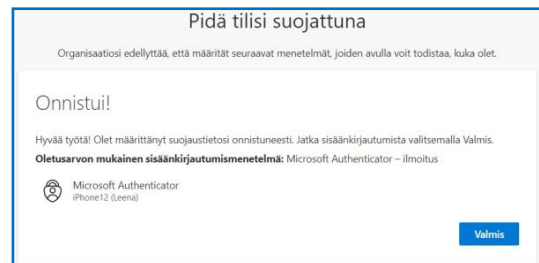 Pidä tilisi suojattuna
Organisaatiosi edellyttää, että määrität seuraavat menetelmät, joiden avulla voit todistaa, kuka olet.
Onnistui!
Hyvää työtä! Olet määrittänyt suojaustietosi onnistuneesti. Jatka sisäänkirjautumista valitsemalla Valmis.
Oletusarvon mukainen sisäänkirjautumismenetelmä: Microsoft Authenticator – ilmoitus
Microsoft Authenticator
iPhone12 (Leena)
Valmis